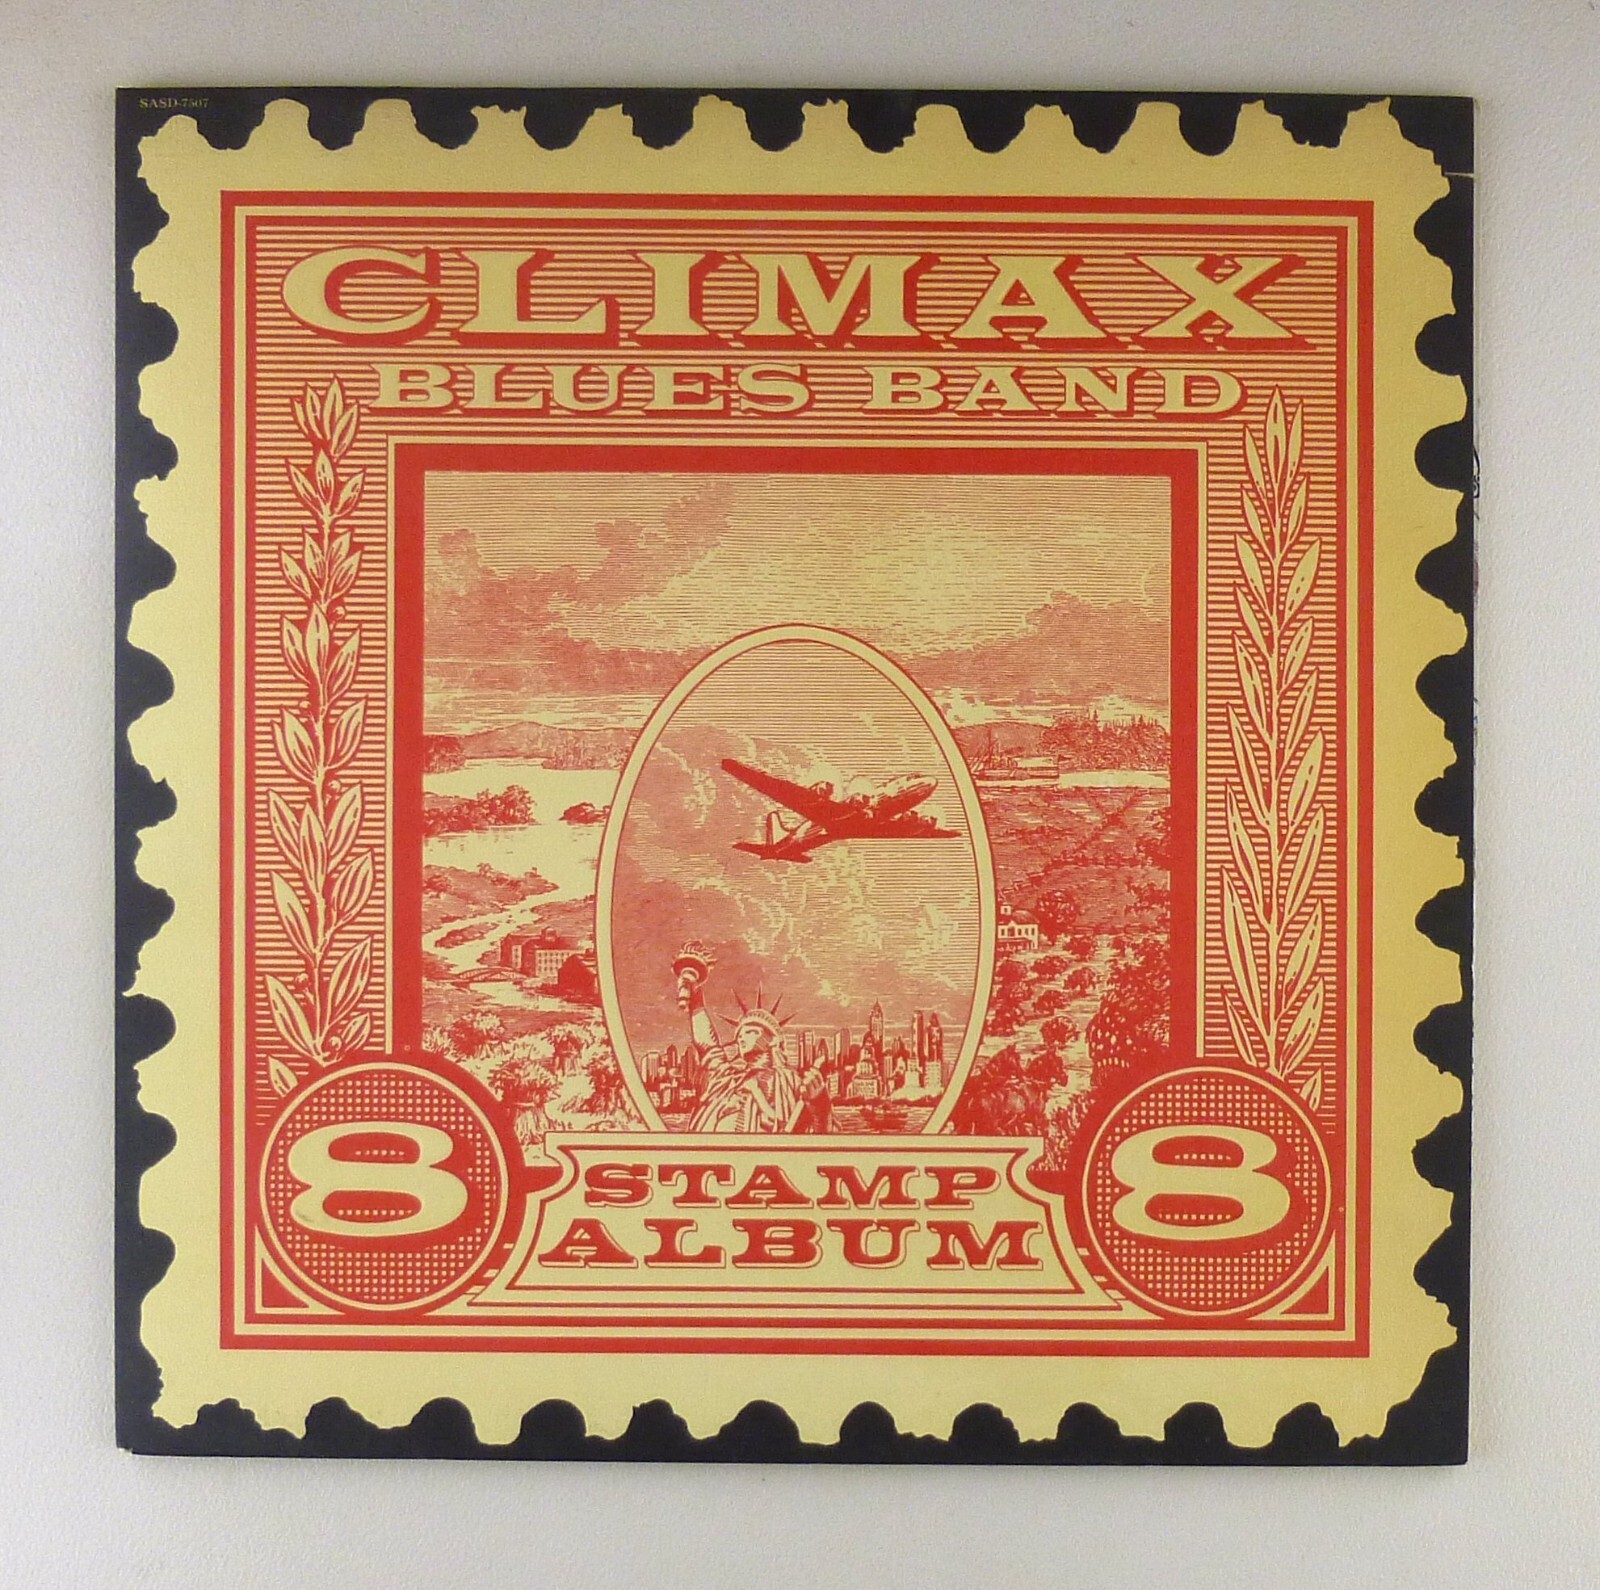 SASD-7507
CLIMAX
BLUES BAND
8 8
STAMP
ALBUM